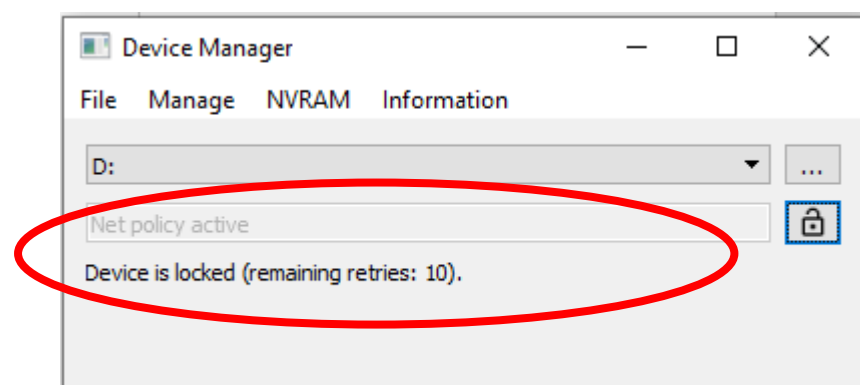 Device Manager
File Manage NVRAM Information
D:
...
Net policy active
Device is locked (remaining retries: 10).